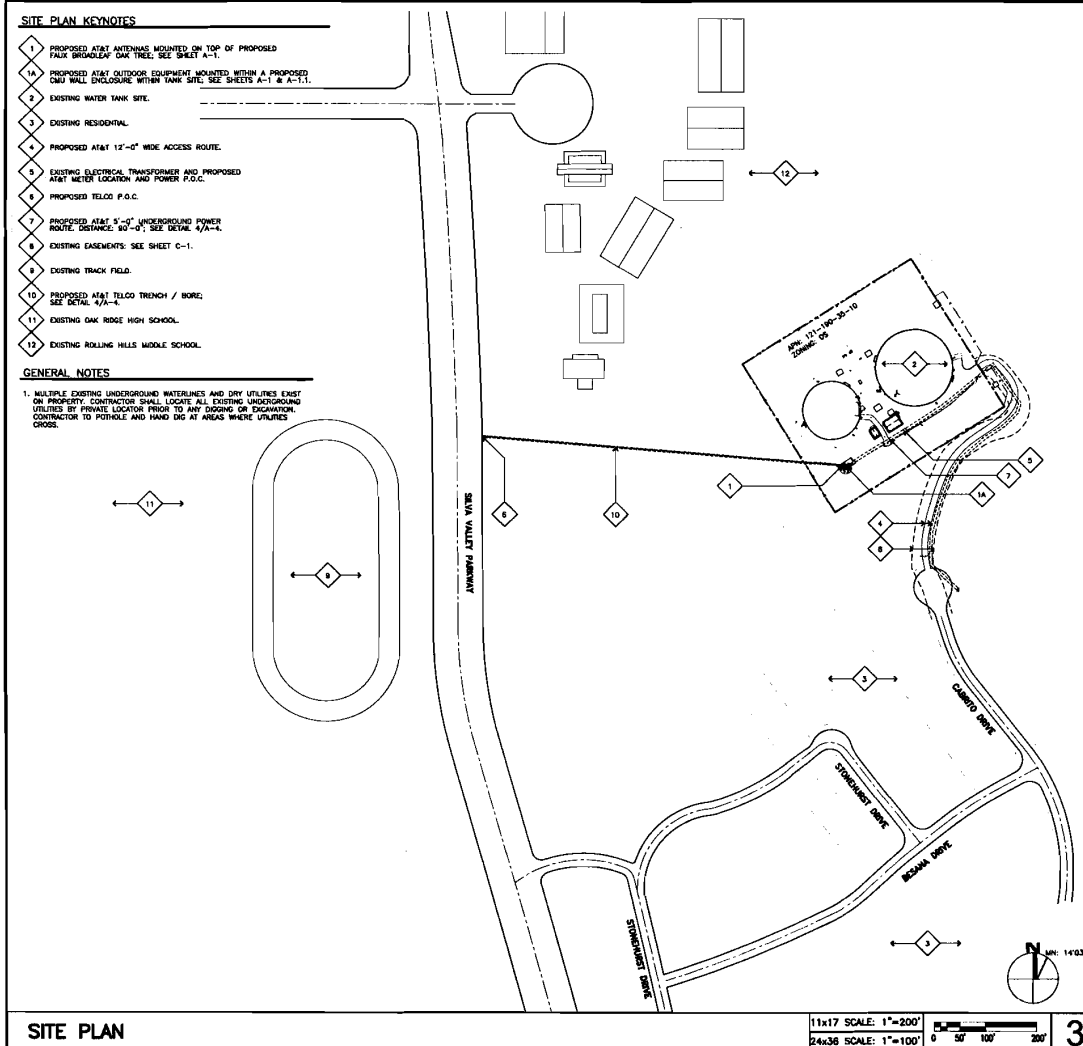 SITE PLAN KEYNOTES
1 PROPOSED AT&T ANTENNAS MOUNTED ON TOP OF PROPOSED
FAUX BROADLEAF OAK TREE; SEE SHEET A-1.
1A PROPOSED AT&T OUTDOOR EQUIPMENT MOUNTED WITHIN A PROPOSED
CMU WALL ENCLOSURE WITHIN TANK SITE; SEE SHEETS A-1 & A-1.1.
2 EXISTING WATER TANK SITE.
3 EXISTING RESIDENTIAL.
4 PROPOSED AT&T 12'-0" WIDE ACCESS ROUTE.
5 EXISTING ELECTRICAL TRANSFORMER AND PROPOSED
AT&T METER LOCATION AND POWER P.O.C.
6 PROPOSED TELCO P.O.C.
7 PROPOSED AT&T 5'-0" UNDERGROUND POWER
ROUTE. DISTANCE: 90'-0"; SEE DETAIL 4/A-4.
8 EXISTING EASEMENTS: SEE SHEET C-1.
9 EXISTING TRACK FIELD.
10 PROPOSED AT&T TELCO TRENCH / BORE;
SEE DETAIL 4/A-4.
11 EXISTING OAK RIDGE HIGH SCHOOL.
12 EXISTING ROLLING HILLS MIDDLE SCHOOL.
GENERAL NOTES
1. MULTIPLE EXISTING UNDERGROUND WATERLINES AND DRY UTILITIES EXIST
ON PROPERTY. CONTRACTOR SHALL LOCATE ALL EXISTING UNDERGROUND
UTILITIES BY PRIVATE LOCATOR PRIOR TO ANY DIGGING OR EXCAVATION.
CONTRACTOR TO POTHOLE AND HAND DIG AT AREAS WHERE UTILITIES
CROSS.
12
APN: 121-190-35-10
ZONING: OS
2
5
7
1
1A
4
8
6
10
11
9
SILVA VALLEY PARKWAY
3
CABRITO DRIVE
STONEHURST DRIVE
BESANA DRIVE
STONEHURST DRIVE
3
N
MN: 14°03
SITE PLAN
11x17 SCALE: 1"=200'
24x36 SCALE: 1"=100'
0 50' 100' 200'
3